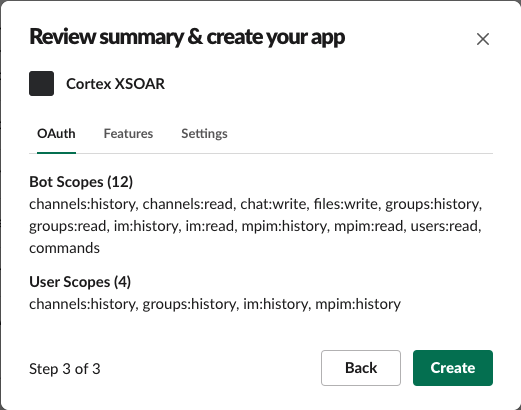 Review summary & create your app
Cortex XSOAR
OAuth Features Settings
Bot Scopes (12)
channels:history, channels:read, chat:write, files:write, groups:history,
groups:read, im:history, im:read, mpim:history, mpim:read, users:read,
commands
User Scopes (4)
channels:history, groups:history, im:history, mpim:history
Step 3 of 3 Back Create